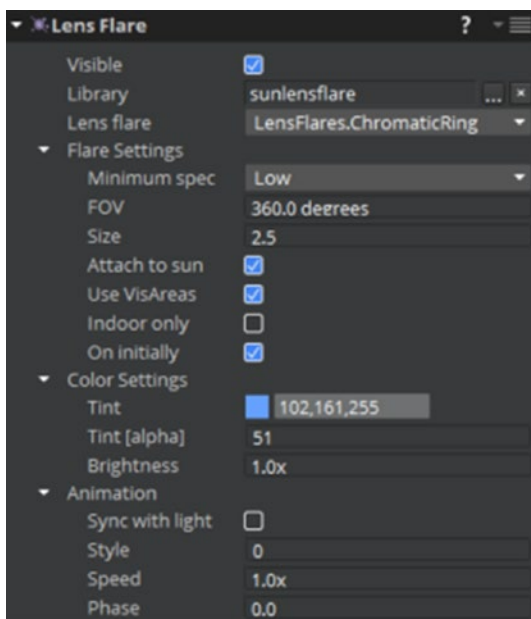 Lens Flare ?
Visible
Library sunlensflare ...
Lens flare LensFlares.ChromaticRing
Flare Settings
Minimum spec Low
FOV 360.0 degrees
Size 2.5
Attach to sun
Use VisAreas
Indoor only
On initially
Color Settings
Tint 102,161,255
Tint [alpha] 51
Brightness 1.0x
Animation
Sync with light
Style 0
Speed 1.0x
Phase 0.0